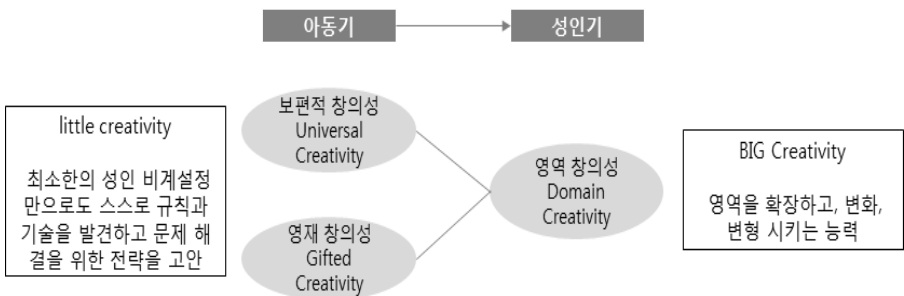 아동기
성인기
little creativity
최소한의 성인 비계설정
만으로도 스스로 규칙과
기술을 발견하고 문제 해
결을 위한 전략을 고안
보편적 창의성
Universal
Creativity
영재 창의성
Gifted
Creativity
영역 창의성
Domain
Creativity
BIG Creativity
영역을 확장하고, 변화,
변형 시키는 능력